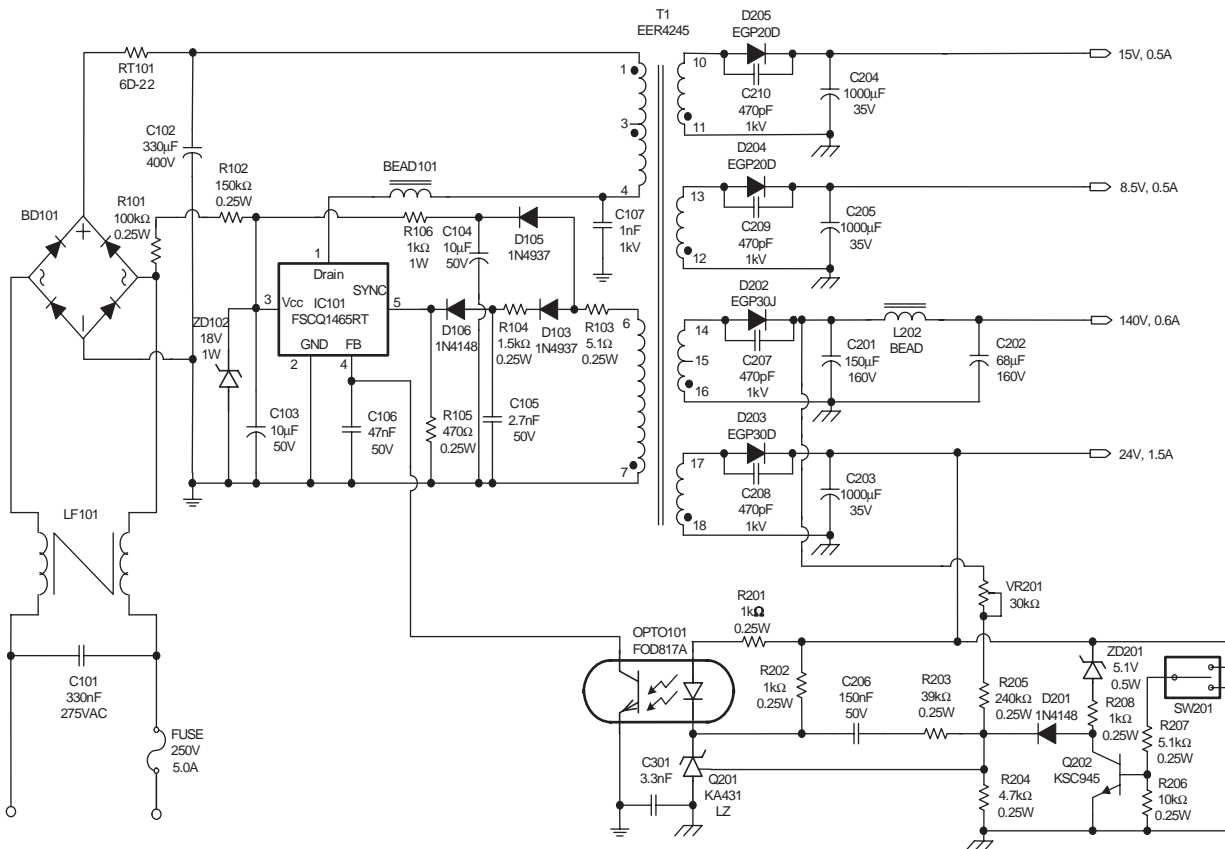 T1
EER4245
RT101
6D-22
C102
330μF
400V
R102
150kΩ
0.25W
R101
100kΩ
0.25W
BD101
BEAD101
1
3
4
C107
1nF
1kV
R106
1kΩ
1W
C104
10μF
50V
D105
1N4937
1
Drain
SYNC
3
Vcc
IC101
FSCQ1465RT
5
GND
FB
2
4
ZD102
18V
1W
D106
1N4148
R104
1.5kΩ
0.25W
D103
1N4937
R103
5.1Ω
0.25W
6
7
C103
10μF
50V
C106
47nF
50V
R105
470Ω
0.25W
C105
2.7nF
50V
LF101
C101
330nF
275VAC
FUSE
250V
5.0A
D205
EGP20D
10
C210
470pF
1kV
11
C204
1000μF
35V
15V, 0.5A
D204
EGP20D
13
C209
470pF
1kV
12
C205
1000μF
35V
8.5V, 0.5A
D202
EGP30J
14
15
16
C207
470pF
1kV
C201
150μF
160V
L202
BEAD
C202
68μF
160V
140V, 0.6A
D203
EGP30D
17
C208
470pF
1kV
18
C203
1000μF
35V
24V, 1.5A
VR201
30kΩ
R201
1kΩ
0.25W
OPTO101
FOD817A
R202
1kΩ
0.25W
C206
150nF
50V
R203
39kΩ
0.25W
R205
240kΩ
0.25W
D201
1N4148
ZD201
5.1V
0.5W
R208
1kΩ
0.25W
SW201
R207
5.1kΩ
0.25W
Q202
KSC945
R206
10kΩ
0.25W
C301
3.3nF
Q201
KA431
LZ
R204
4.7kΩ
0.25W